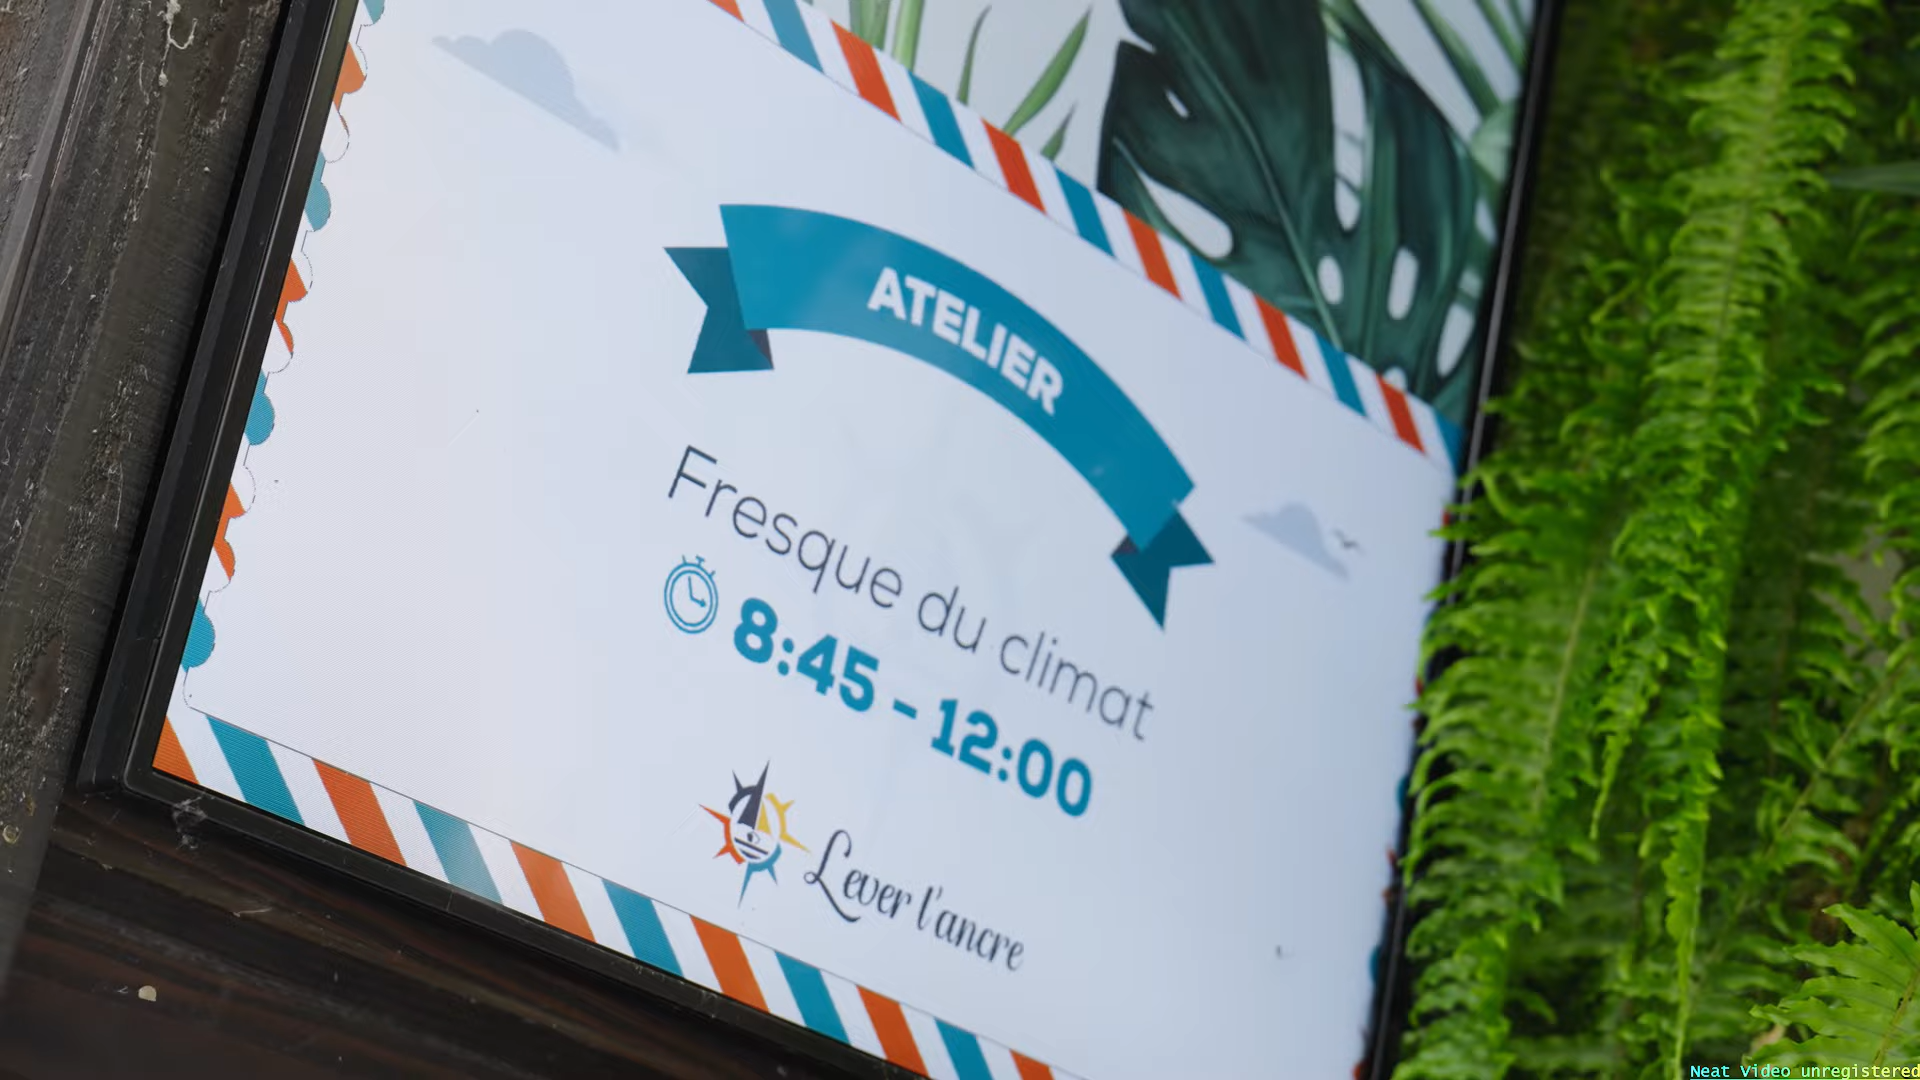 ATELIER
Fresque du climat
8:45 - 12:00
Lever l'ancre
Neat Video unregistered